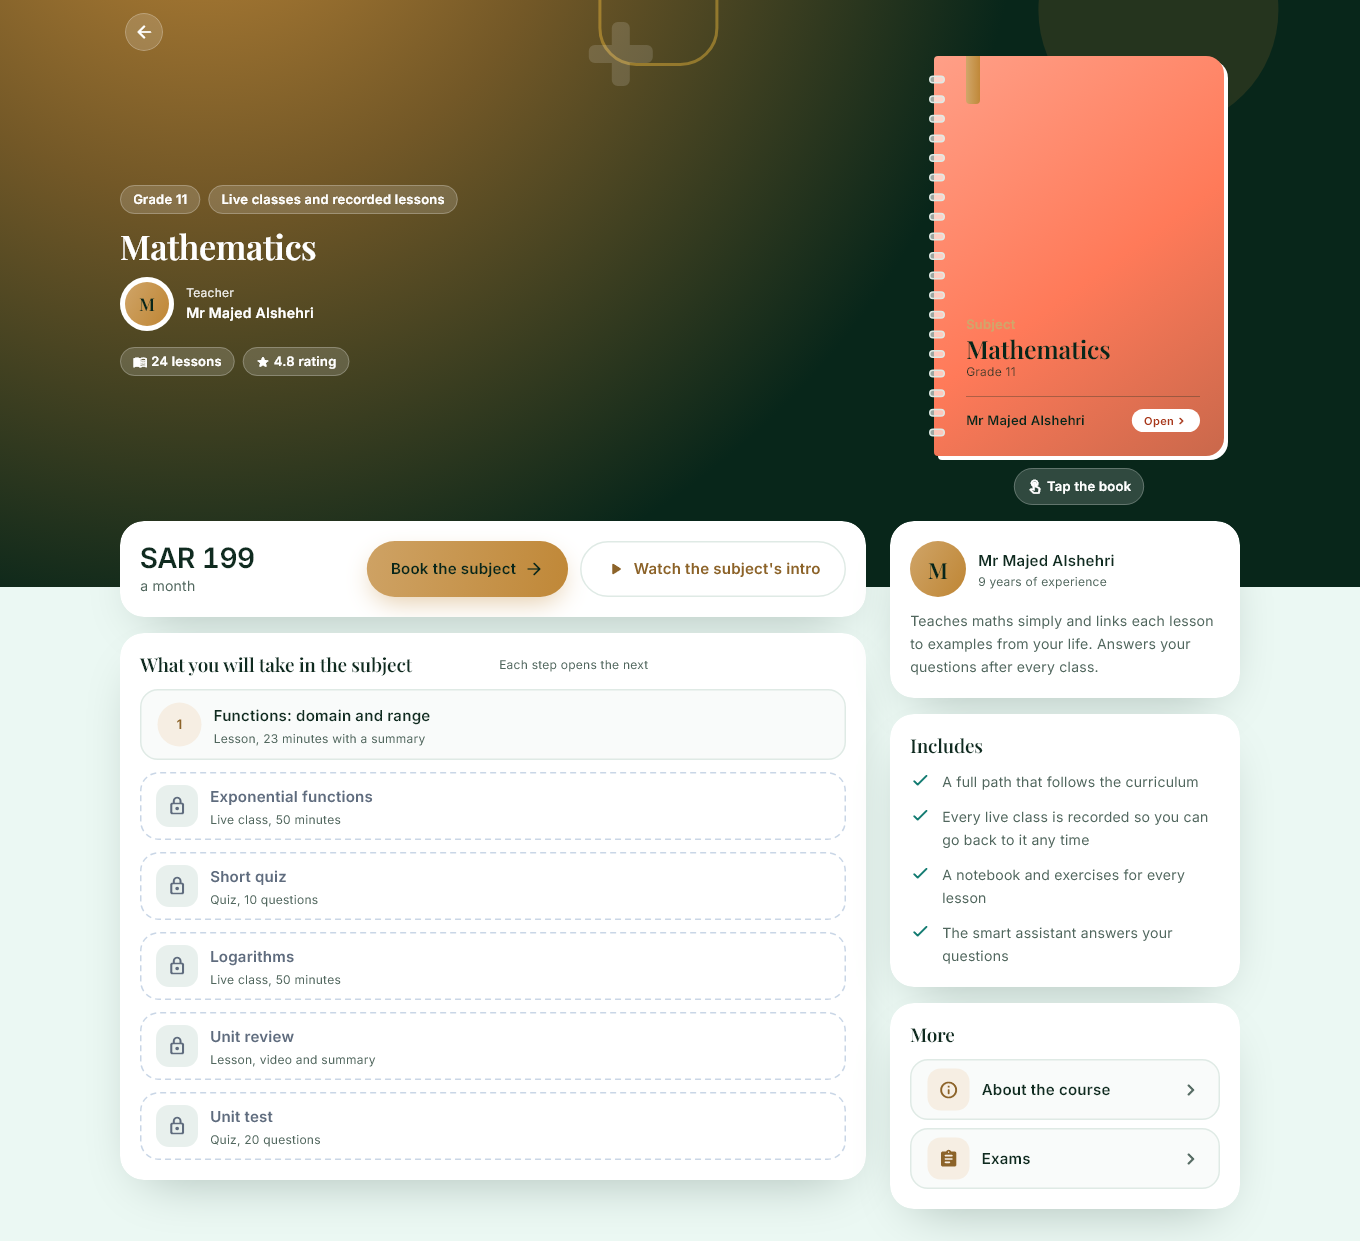 Grade 11
Live classes and recorded lessons
Mathematics
M
Teacher
Mr Majed Alshehri
24 lessons
4.8 rating
Subject
Mathematics
Grade 11
Mr Majed Alshehri
Open
Tap the book
SAR 199
a month
Book the subject
Watch the subject's intro
What you will take in the subject
Each step opens the next
1
Functions: domain and range
Lesson, 23 minutes with a summary
Exponential functions
Live class, 50 minutes
Short quiz
Quiz, 10 questions
Logarithms
Live class, 50 minutes
Unit review
Lesson, video and summary
Unit test
Quiz, 20 questions
M
Mr Majed Alshehri
9 years of experience
Teaches maths simply and links each lesson
to examples from your life. Answers your
questions after every class.
Includes
A full path that follows the curriculum
Every live class is recorded so you can
go back to it any time
A notebook and exercises for every
lesson
The smart assistant answers your
questions
More
About the course
Exams